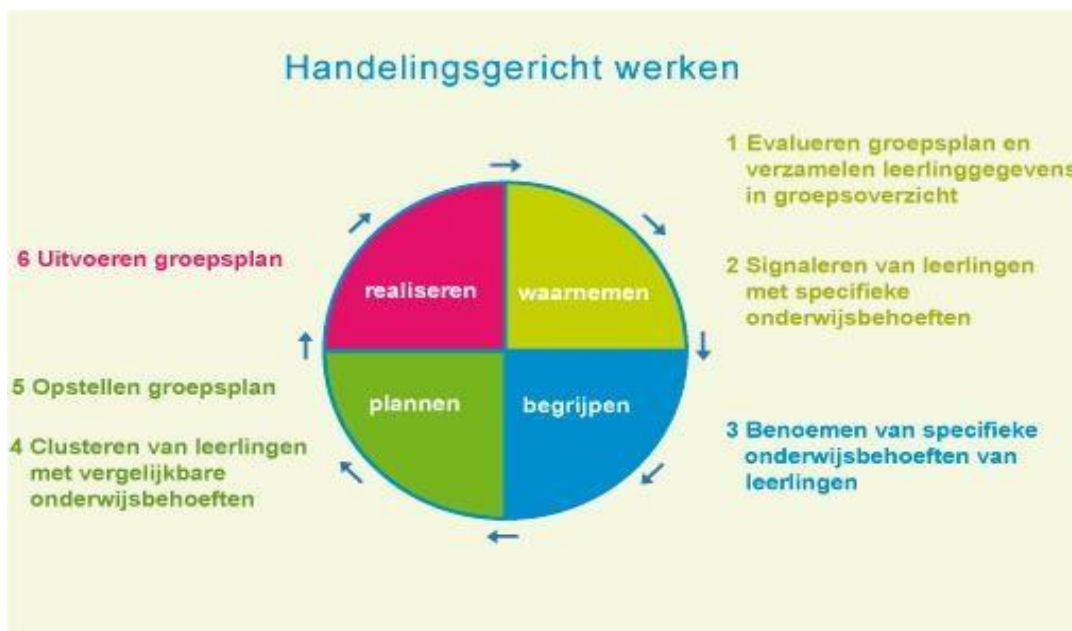 Handelingsgericht werken
1 Evalueren groepsplan en
verzamelen leerlinggegevens
in groepsoverzicht
2 Signaleren van leerlingen
met specifieke
onderwijsbehoeften
3 Benoemen van specifieke
onderwijsbehoeften van
leerlingen
4 Clusteren van leerlingen
met vergelijkbare
onderwijsbehoeften
5 Opstellen groepsplan
6 Uitvoeren groepsplan
realiseren
waarnemen
plannen
begrijpen